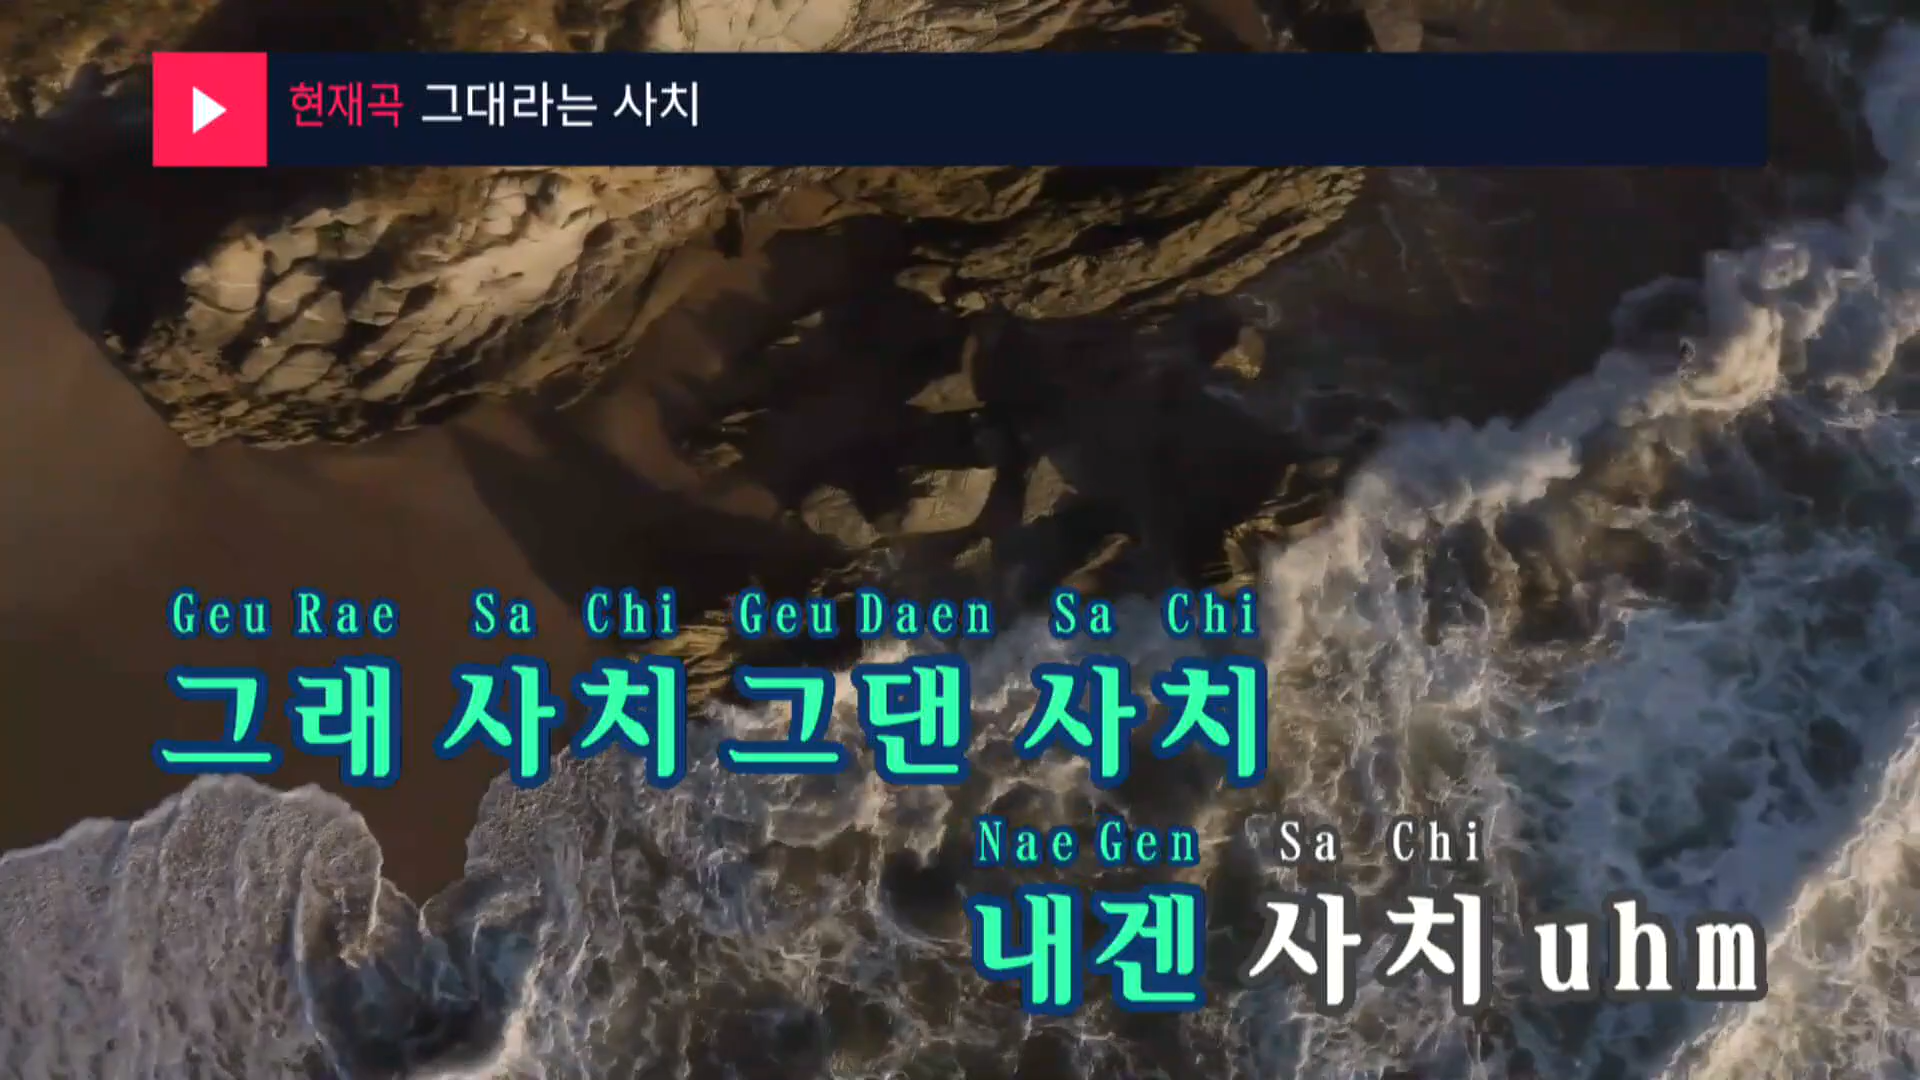 현재곡 그대라는 사치
Geu Rae Sa Chi Geu Daen Sa Chi
그래 사치 그댄 사치
Nae Gen Sa Chi
내겐 사치 uhm